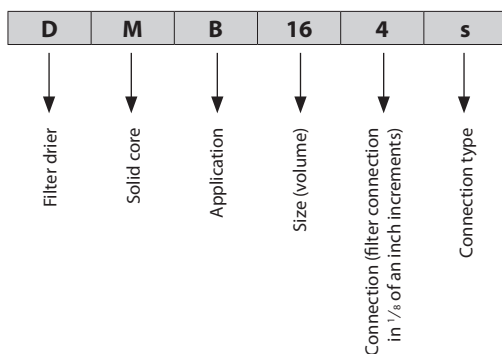 D M B 16 4 s
Filter drier
Solid core
Application
Size (volume)
Connection (filter connection
in 1/8 of an inch increments)
Connection type